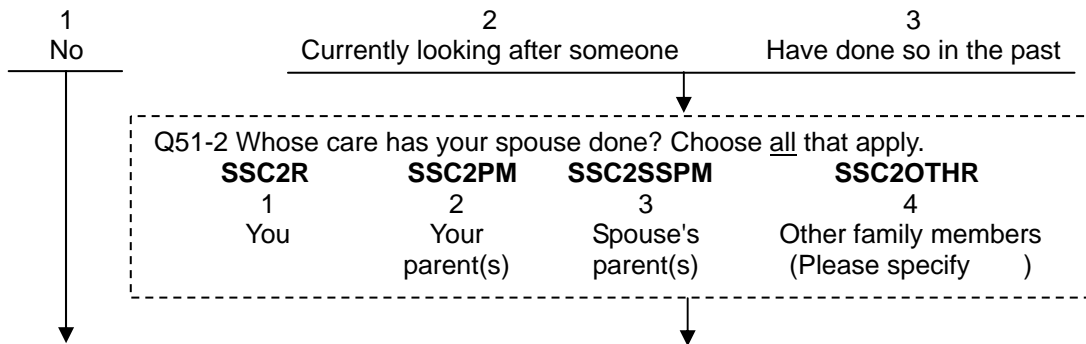 1 2 3
No Currently looking after someone Have done so in the past
Q51-2 Whose care has your spouse done? Choose all that apply.
SSC2R SSC2PM SSC2SSPM SSC2OTHR
1 2 3 4
You Your Spouse's Other family members
parent(s) parent(s) (Please specify )